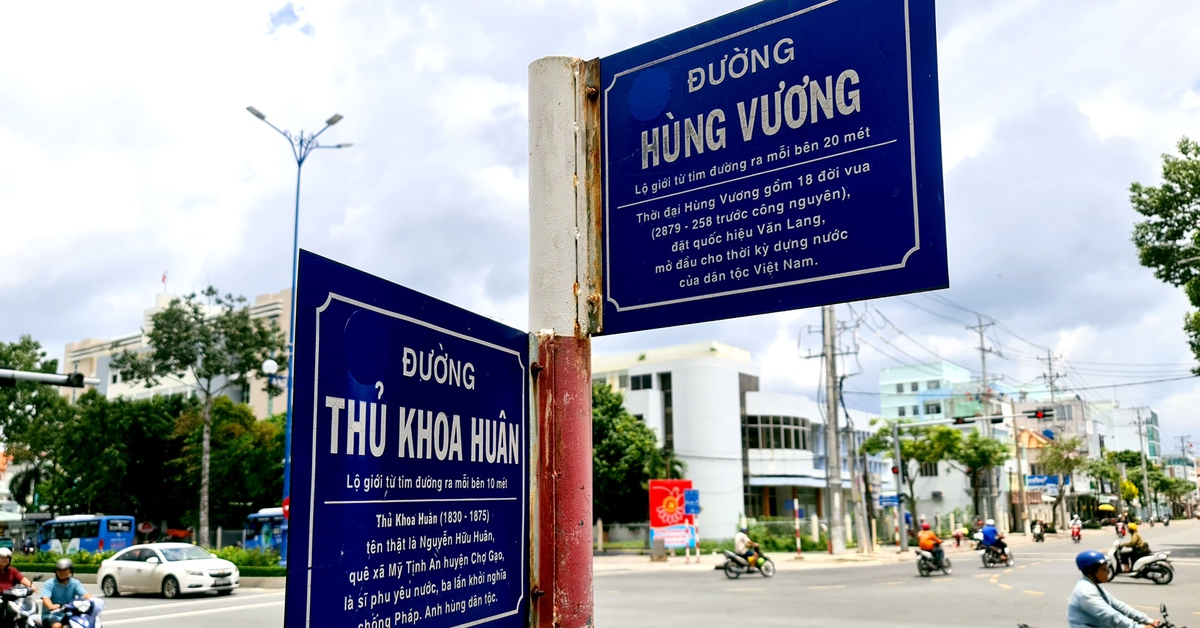 ĐƯỜNG
HÙNG VƯƠNG
Lộ giới từ tim đường ra mỗi bên 20 mét
Thời đại Hùng Vương gồm 18 đời vua
(2879 - 258 trước công nguyên),
đặt quốc hiệu Văn Lang,
mở đầu cho thời kỳ dựng nước
của dân tộc Việt Nam.
ĐƯỜNG
THỦ KHOA HUÂN
Lộ giới từ tim đường ra mỗi bên 10 mét
Thủ Khoa Huân (1830 - 1875)
tên thật là Nguyễn Hữu Huân,
quê xã Mỹ Tịnh An huyện Chợ Gạo,
là sĩ phu yêu nước, ba lần khởi nghĩa
chống Pháp. Anh hùng dân tộc.